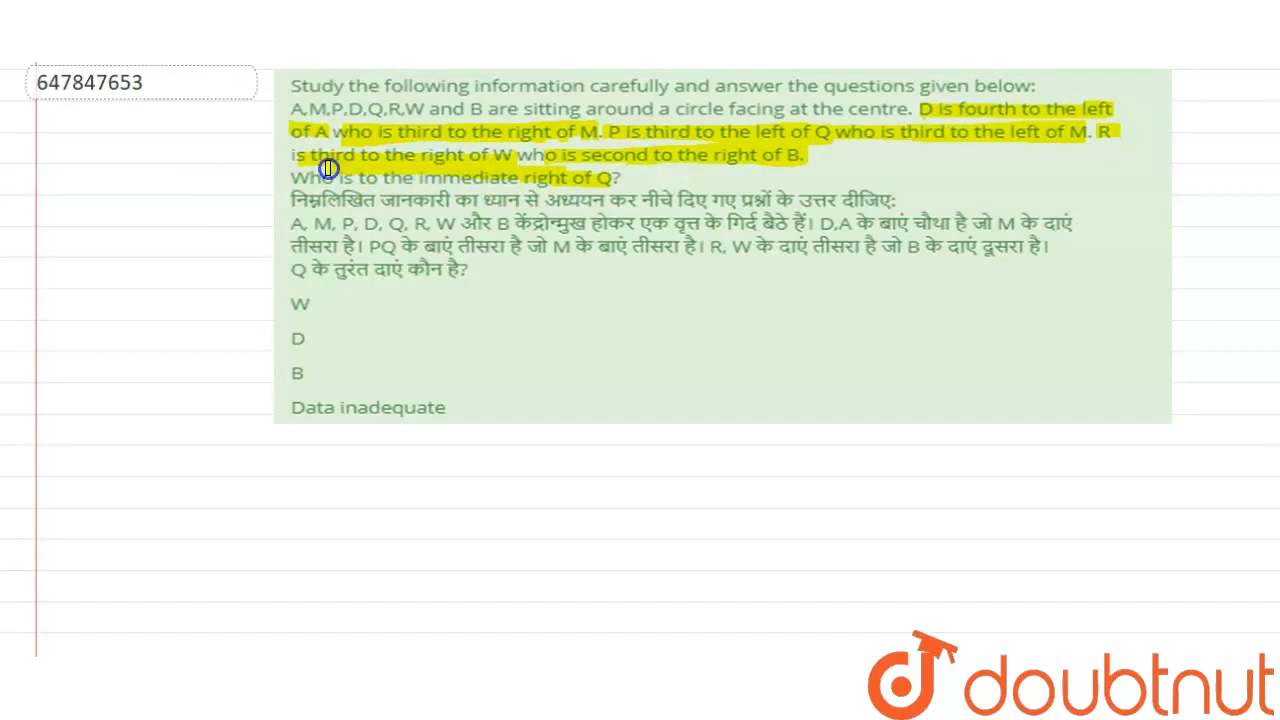 647847653
Study the following information carefully and answer the questions given below:
A,M,P,D,Q,R,W and B are sitting around a circle facing at the centre. D is fourth to the left
of A who is third to the right of M. P is third to the left of Q who is third to the left of M. R
is third to the right of W who is second to the right of B.
Who is to the immediate right of Q?
निम्नलिखित जानकारी का ध्यान से अध्ययन कर नीचे दिए गए प्रश्नों के उत्तर दीजिए:
A, M, P, D, Q, R, W और B केंद्रोन्मुख होकर एक वृत्त के गिर्द बैठे हैं। D,A के बाएं चौथा है जो M के दाएं
तीसरा है। PQ के बाएं तीसरा है जो M के बाएं तीसरा है। R, W के दाएं तीसरा है जो B के दाएं दूसरा है।
Q के तुरंत दाएं कौन है?
W
D
B
Data inadequate
doubtnut